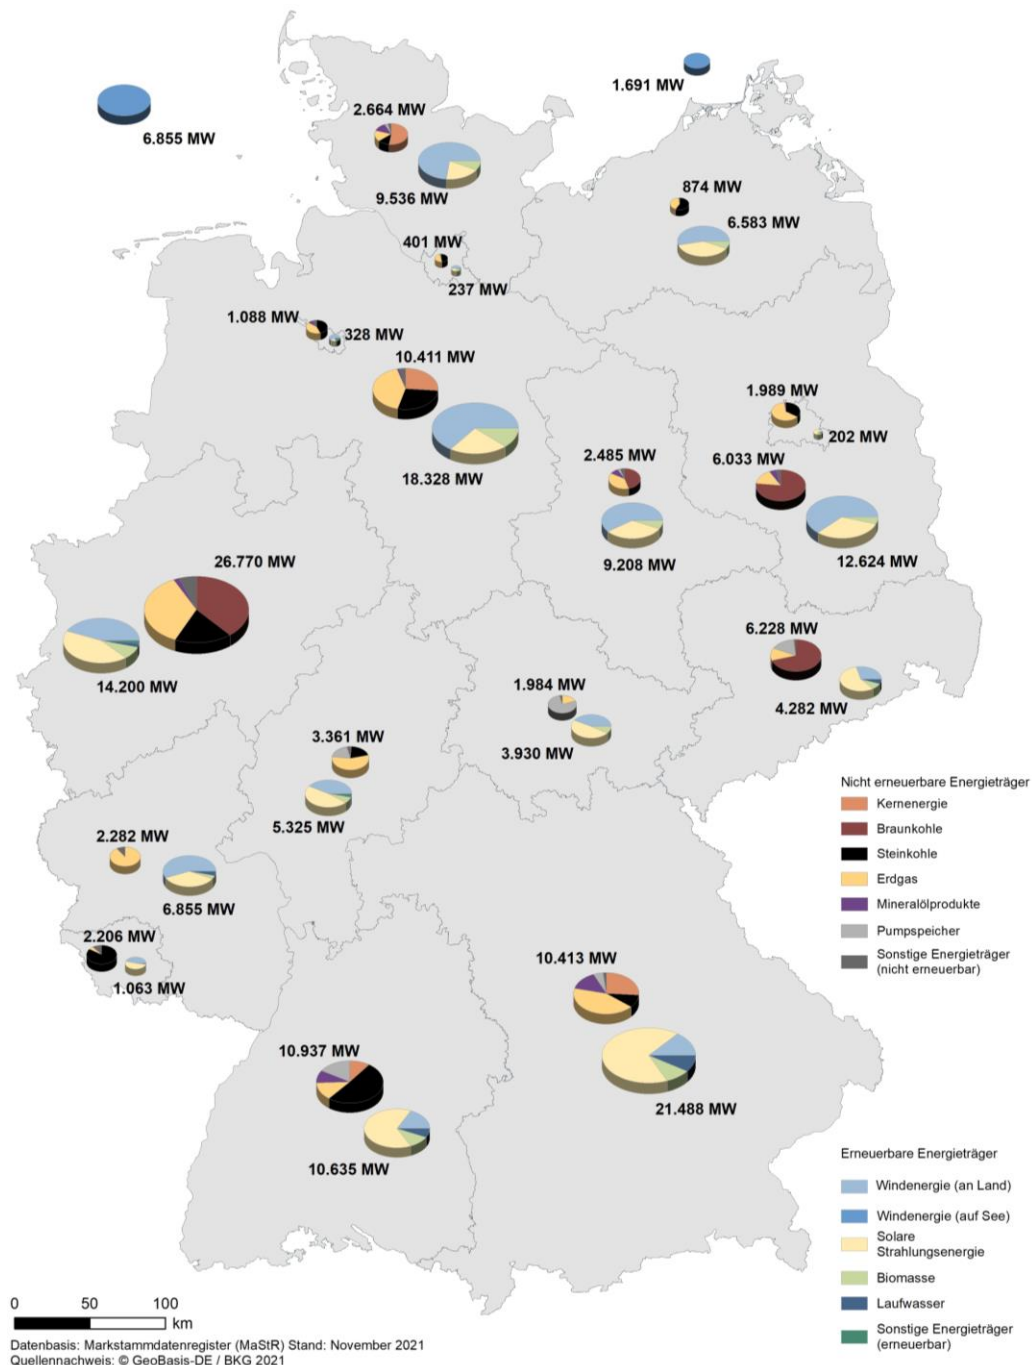 1.691 MW
6.855 MW
2.664 MW
9.536 MW
874 MW
6.583 MW
401 MW
237 MW
1.088 MW
328 MW
10.411 MW
18.328 MW
1.989 MW
202 MW
2.485 MW
6.033 MW
9.208 MW
12.624 MW
26.770 MW
14.200 MW
6.228 MW
4.282 MW
1.984 MW
3.930 MW
3.361 MW
5.325 MW
2.282 MW
6.855 MW
2.206 MW
1.063 MW
10.413 MW
21.488 MW
10.937 MW
10.635 MW
Nicht erneuerbare Energieträger
Kernenergie
Braunkohle
Steinkohle
Erdgas
Mineralölprodukte
Pumpspeicher
Sonstige Energieträger
(nicht erneuerbar)
Erneuerbare Energieträger
Windenergie (an Land)
Windenergie (auf See)
Solare
Strahlungsenergie
Biomasse
Laufwasser
Sonstige Energieträger
(erneuerbar)
0 50 100
km
Datenbasis: Markstammdatenregister (MaStR) Stand: November 2021
Quellennachweis: © GeoBasis-DE / BKG 2021